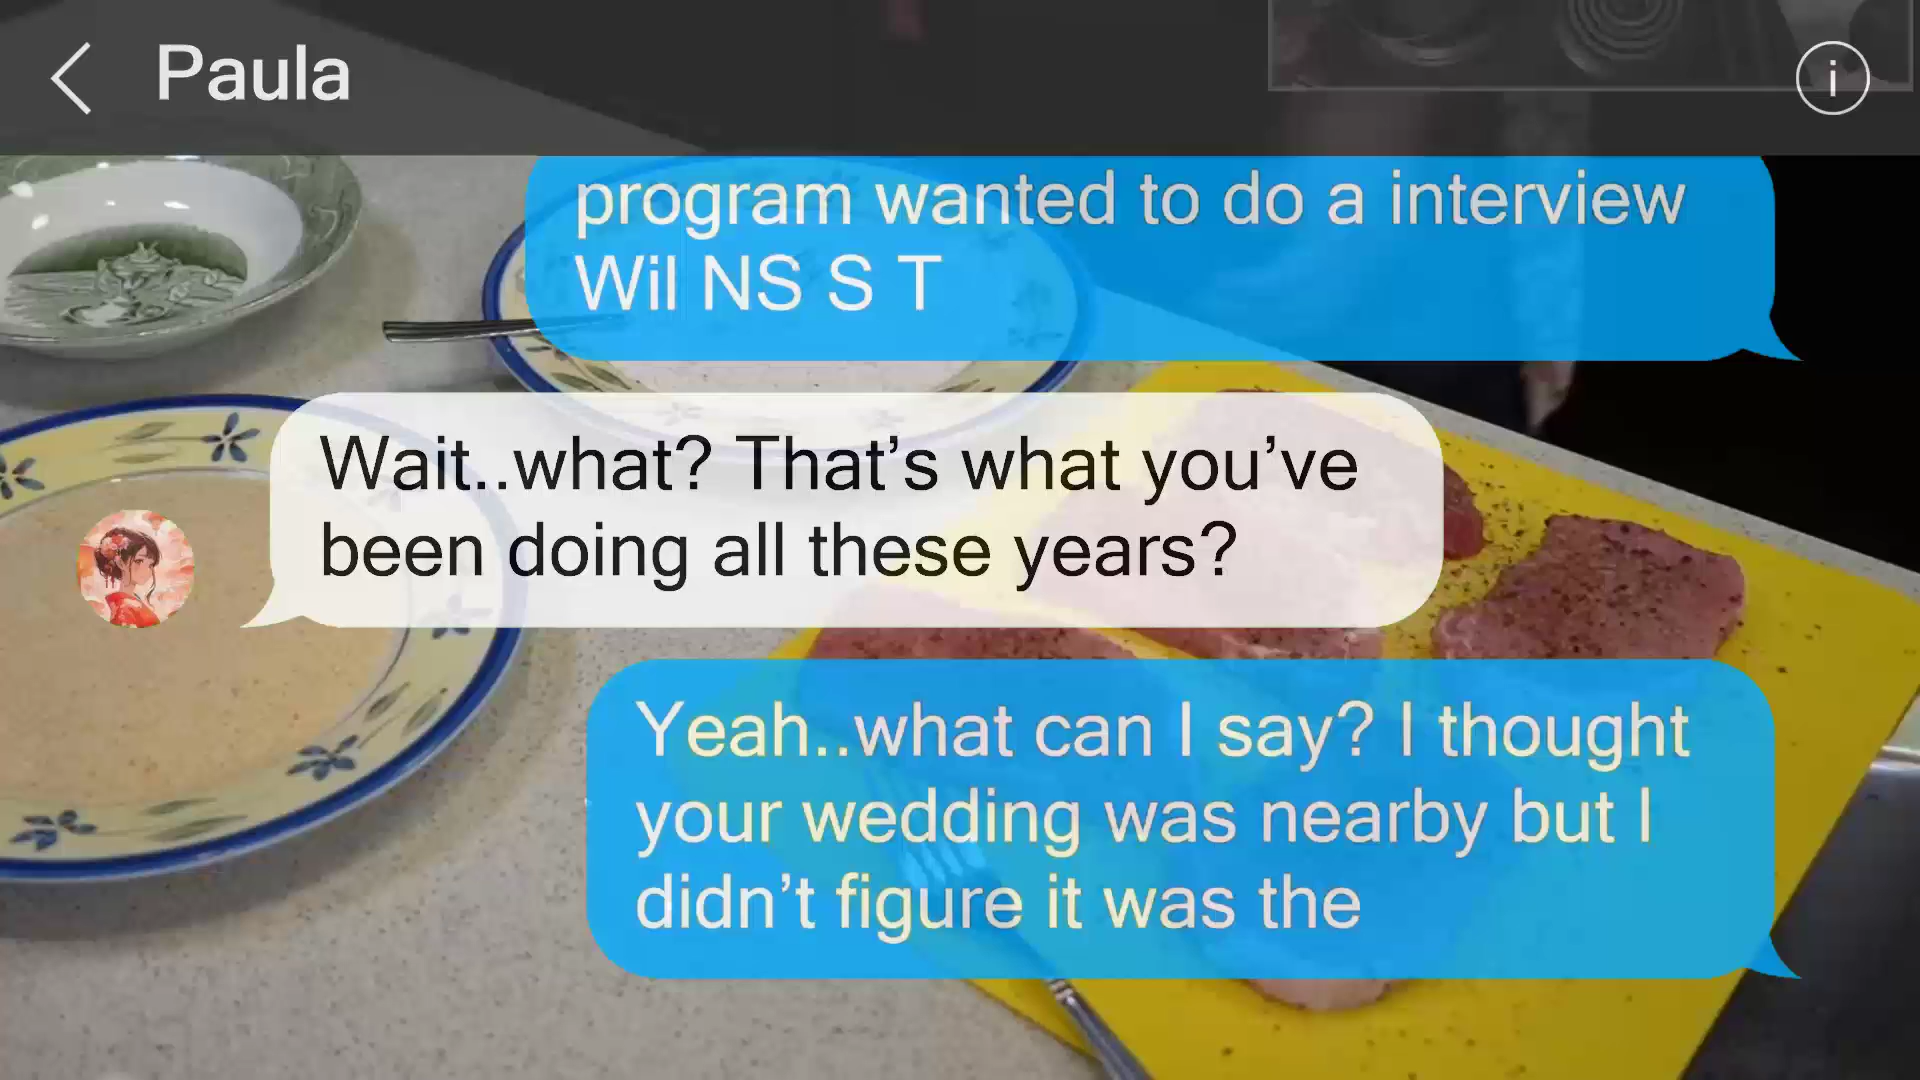 Paula
program wanted to do a interview
Wil NS S T
Wait..what? That’s what you’ve
been doing all these years?
Yeah..what can I say? I thought
your wedding was nearby but I
didn’t figure it was the